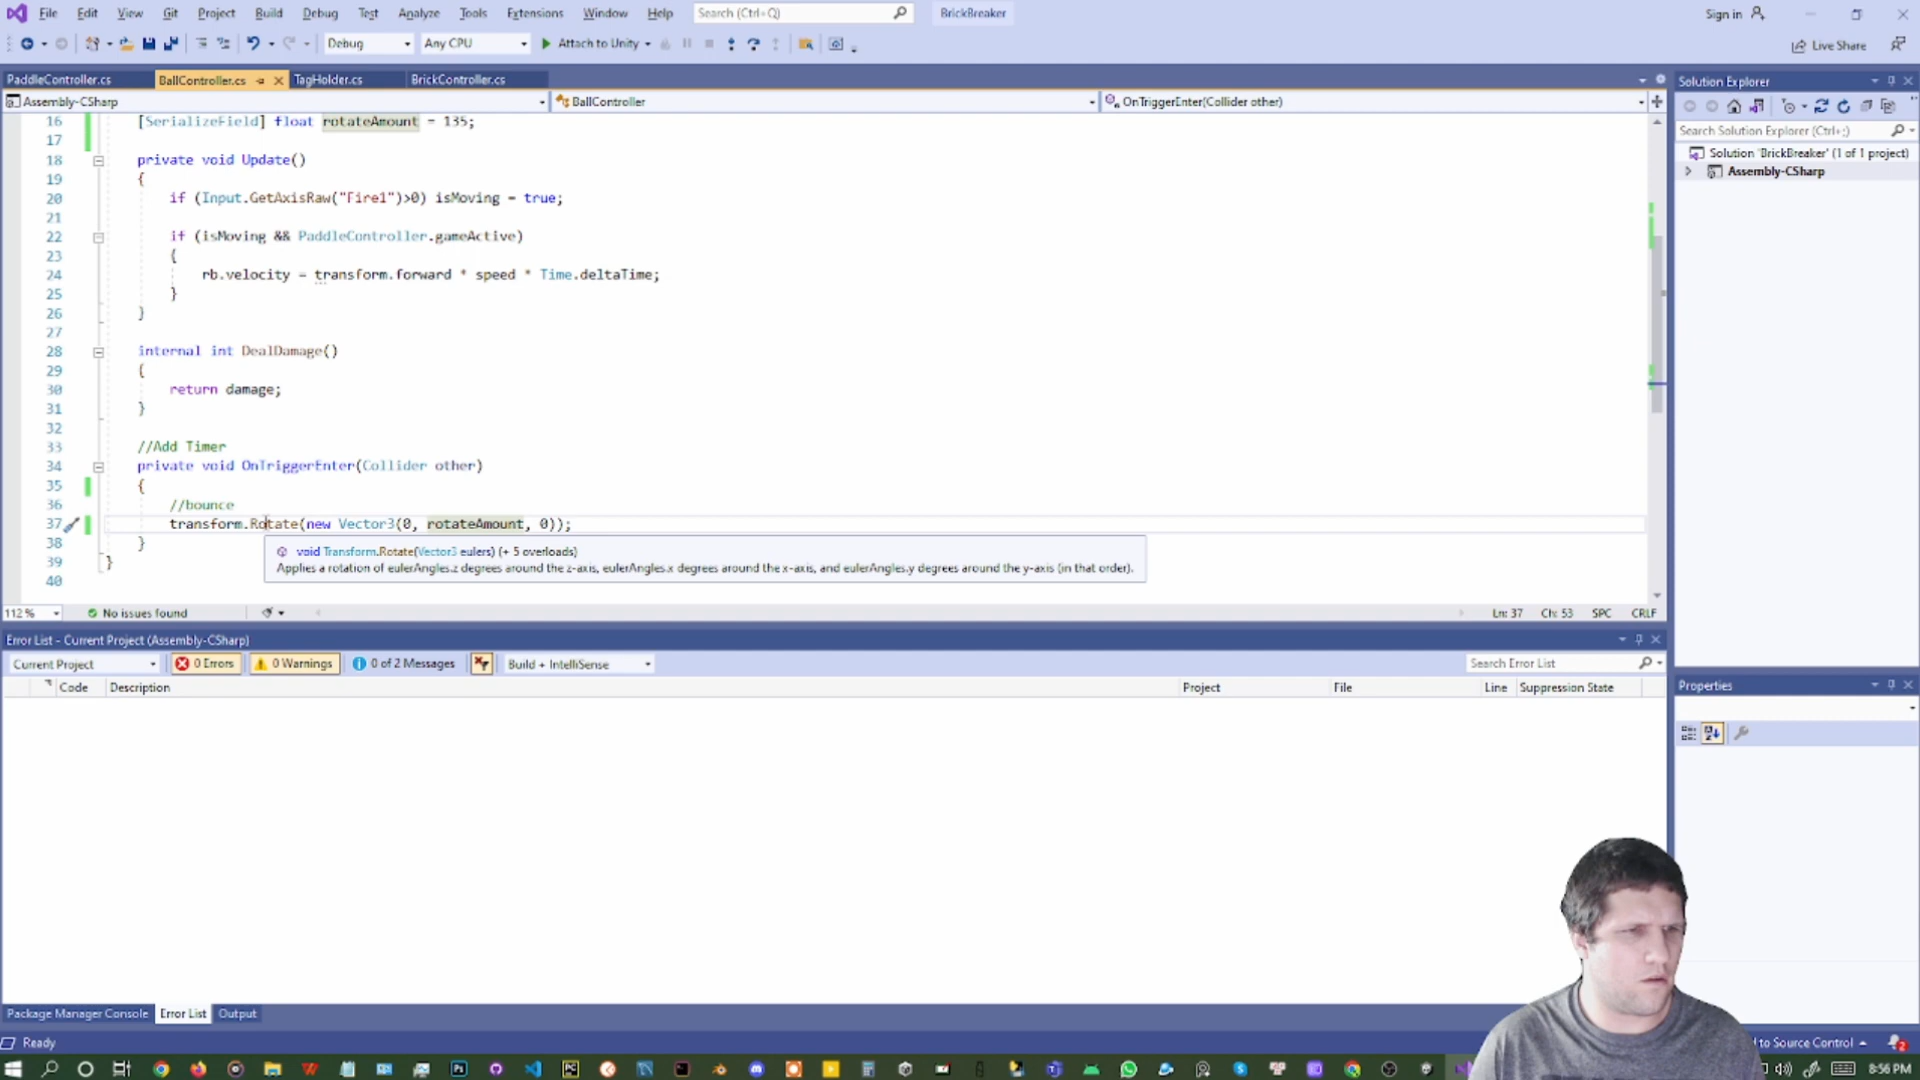 File Edit View Git Project Build Debug Test Analyze Tools Extensions Window Help Search (Ctrl+Q) BrickBreaker Sign in
Debug Any CPU Attach to Unity Live Share
PaddleController.cs BallController.cs TagHolder.cs BrickController.cs
Assembly-CSharp BallController OnTriggerEnter(Collider other)
16 [SerializeField] float rotateAmount = 135;
17
18 private void Update()
19 {
20 if (Input.GetAxisRaw("Fire1")>0) isMoving = true;
21
22 if (isMoving && PaddleController.gameActive)
23 {
24 rb.velocity = transform.forward * speed * Time.deltaTime;
25 }
26 }
27
28 internal int DealDamage()
29 {
30 return damage;
31 }
32
33 //Add Timer
34 private void OnTriggerEnter(Collider other)
35 {
36 //bounce
37 transform.Rotate(new Vector3(0, rotateAmount, 0));
38 }
39 }
40
void Transform.Rotate(Vector3 eulers) (+ 5 overloads)
Applies a rotation of eulerAngles.z degrees around the z-axis, eulerAngles.x degrees around the x-axis, and eulerAngles.y degrees around the y-axis (in that order).
112 % No issues found Ln: 37 Ch: 53 SPC CRLF
Error List - Current Project (Assembly-CSharp)
Current Project 0 Errors 0 Warnings 0 of 2 Messages Build + IntelliSense Search Error List
Code Description Project File Line Suppression State
Package Manager Console Error List Output
Ready
Solution Explorer
Search Solution Explorer (Ctrl+;)
Solution 'BrickBreaker' (1 of 1 project)
Assembly-CSharp
Properties
to Source Control 2
8:56 PM